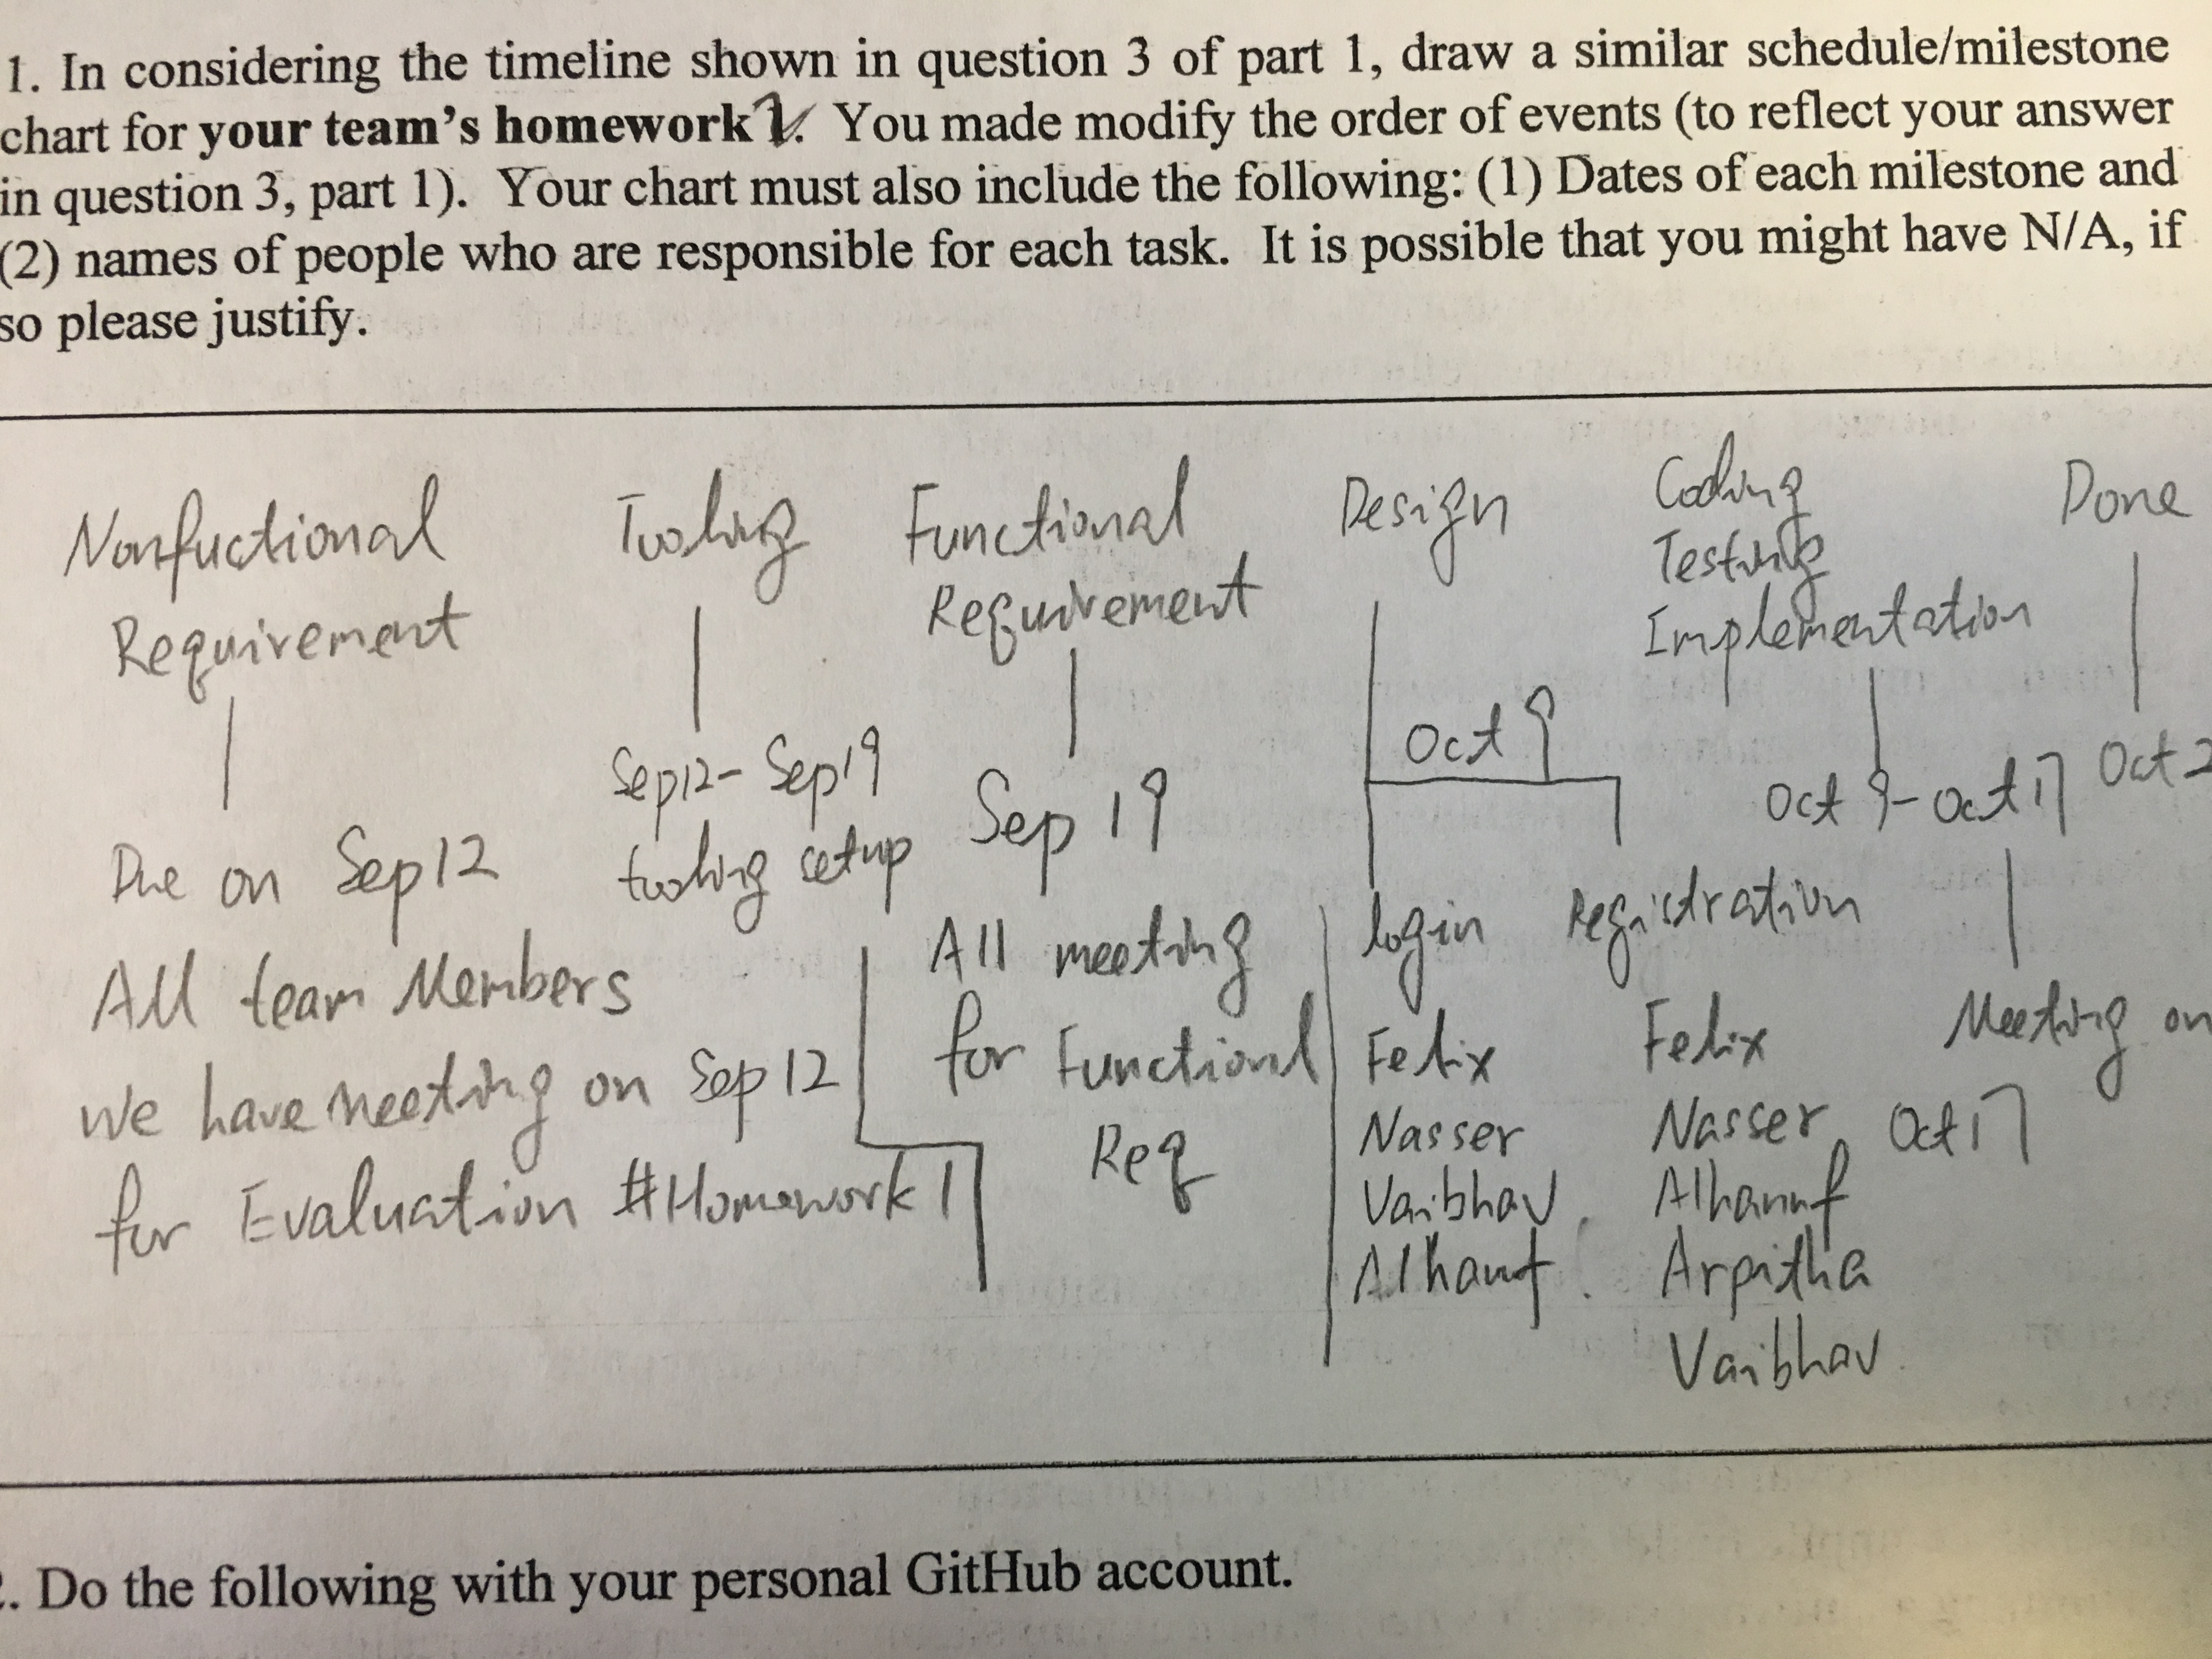 1. In considering the timeline shown in question 3 of part 1, draw a similar schedule/milestone
chart for your team's homework 2. You made modify the order of events (to reflect your answer
in question 3, part 1). Your chart must also include the following: (1) Dates of each milestone and
(2) names of people who are responsible for each task. It is possible that you might have N/A, if
so please justify.
Nonfuctional
Requirement
Due on Sep 12
All team Members
we have meeting on Sep 12
for Evaluation #Homework 1
Tooling
Sep12 - Sep19
tooling setup
Functional
Requirement
Sep 19
All meeting
for Functional
Req
Design
Oct 9
login
Felix
Nasser
Vaibhav
Alhanuf
Registration
Felix
Nasser
Alhanuf
Arpitha
Vaibhav
Coding
Testing
Implementation
Oct 9 - Oct 17
Meeting on
Oct 17
Done
Oct 2
. Do the following with your personal GitHub account.